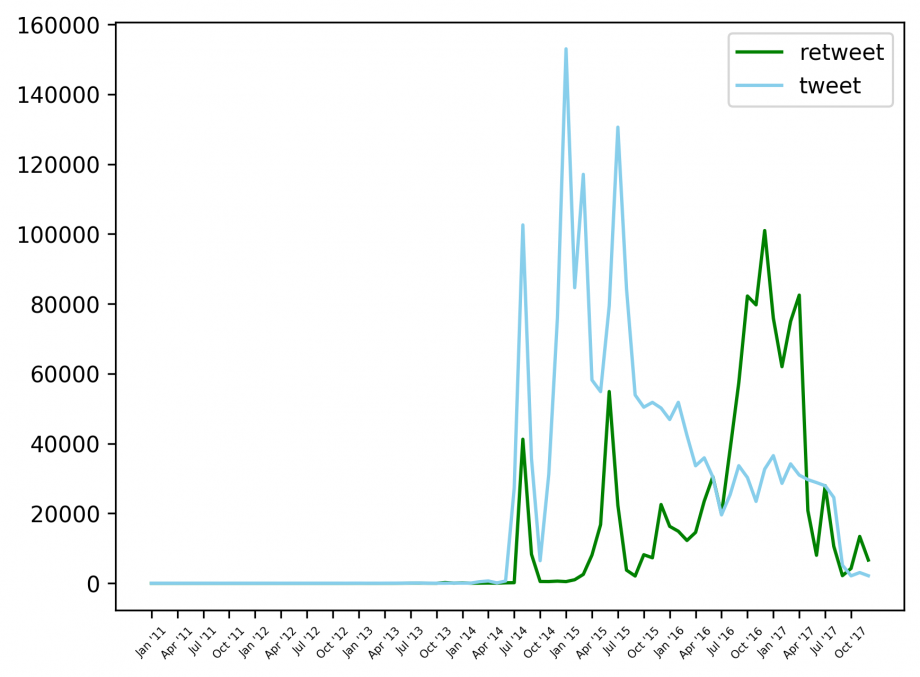 160000
140000
120000
100000
80000
60000
40000
20000
0
retweet
tweet
Jan '11
Apr '11
Jul '11
Oct '11
Jan '12
Apr '12
Jul '12
Oct '12
Jan '13
Apr '13
Jul '13
Oct '13
Jan '14
Apr '14
Jul '14
Oct '14
Jan '15
Apr '15
Jul '15
Oct '15
Jan '16
Apr '16
Jul '16
Oct '16
Jan '17
Apr '17
Jul '17
Oct '17